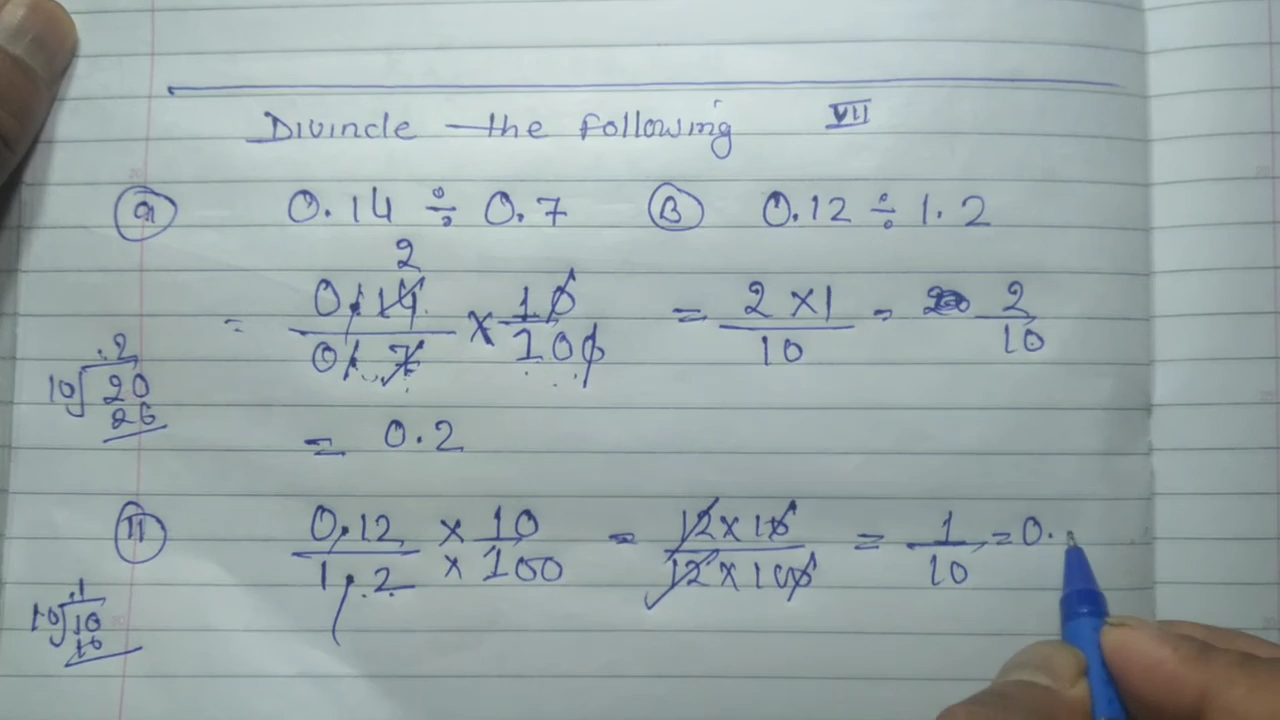 Divincle the following VII
a 0.14 ÷ 0.7 B 0.12 ÷ 1.2
2
= 0.14 / 0.7 × 10 / 100 = 2 × 1 / 10 = 2 / 10
.2
10 20
20
= 0.2
II 0.12 / 1.2 × 10 / × 100 = 12 × 10 / 12 × 100 = 1 / 10 = 0.
.1
10 10
10